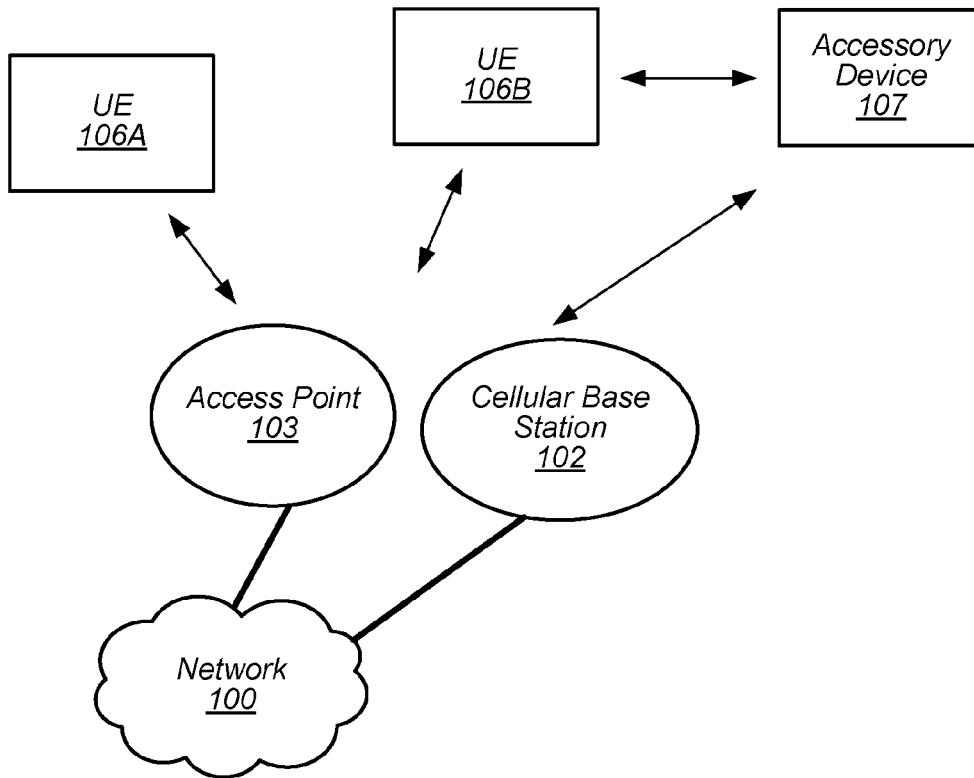 UE
106A
UE
106B
Accessory
Device
107
Access Point
103
Cellular Base
Station
102
Network
100